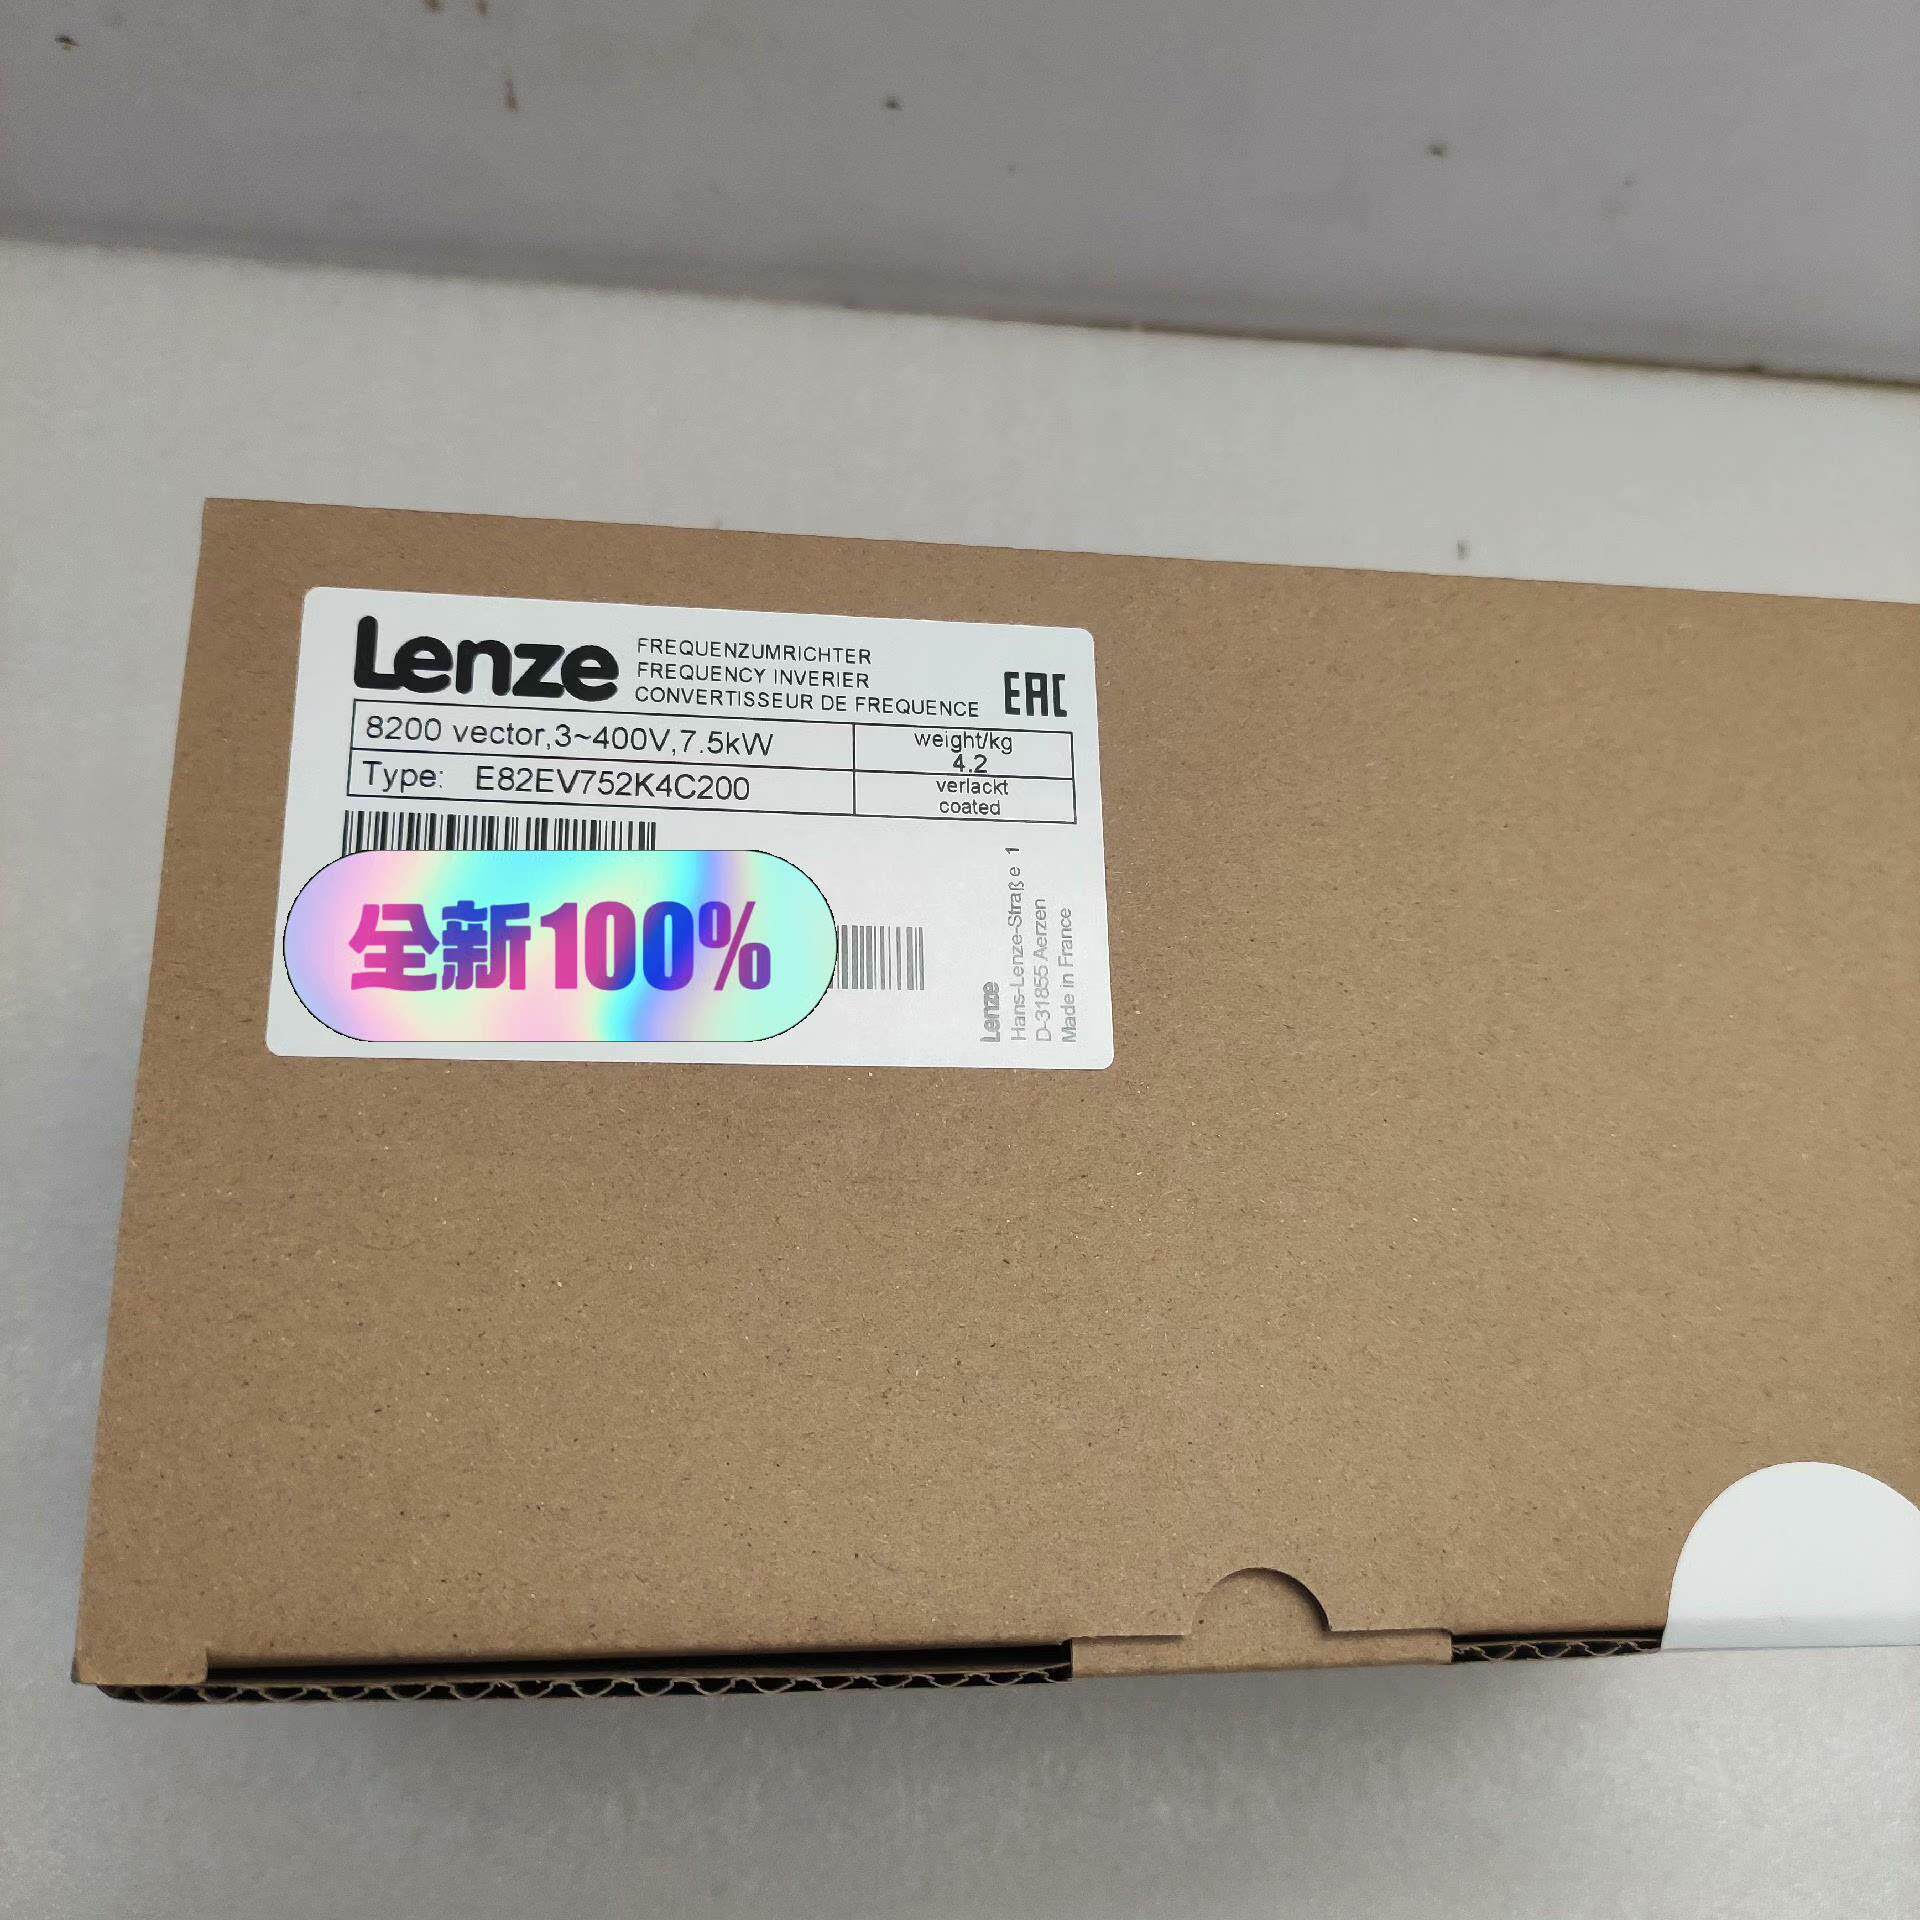 Lenze
FREQUENZUMRICHTER
FREQUENCY INVERIER
CONVERTISSEUR DE FREQUENCE
EAC
8200 vector,3~400V,7.5kW
weight/kg
4.2
Type: E82EV752K4C200
verlackt
coated
全新100%
Lenze
Hans-Lenze-Straße 1
D-31855 Aerzen
Made in France